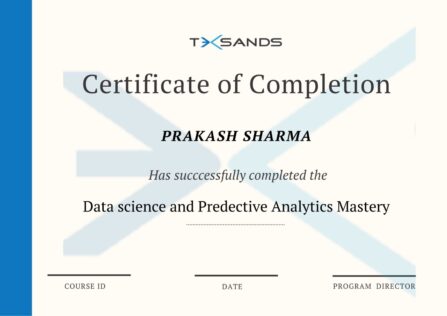 TEKSANDS
Certificate of Completion
PRAKASH SHARMA
Has succcessfully completed the
Data science and Predective Analytics Mastery
COURSE ID
DATE
PROGRAM DIRECTOR